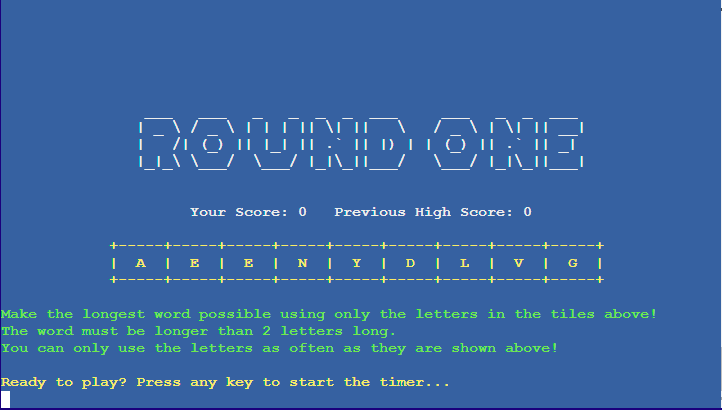 ROUND ONE
Your Score: 0   Previous High Score: 0
| A | E | E | N | Y | D | L | V | G |
Make the longest word possible using only the letters in the tiles above!
The word must be longer than 2 letters long.
You can only use the letters as often as they are shown above!
Ready to play? Press any key to start the timer...